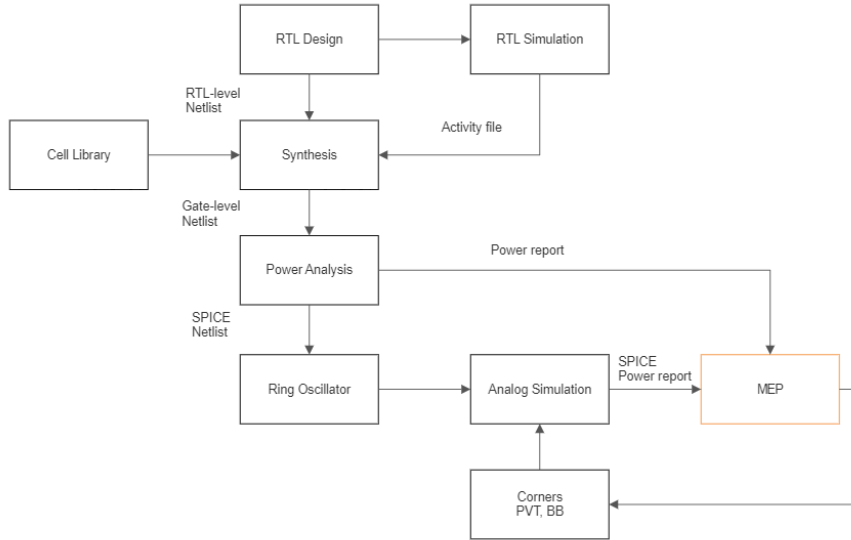 RTL Design
RTL Simulation
RTL-level
Netlist
Activity file
Cell Library
Synthesis
Gate-level
Netlist
Power Analysis
Power report
SPICE
Netlist
Ring Oscillator
Analog Simulation
SPICE
Power report
MEP
Corners
PVT, BB